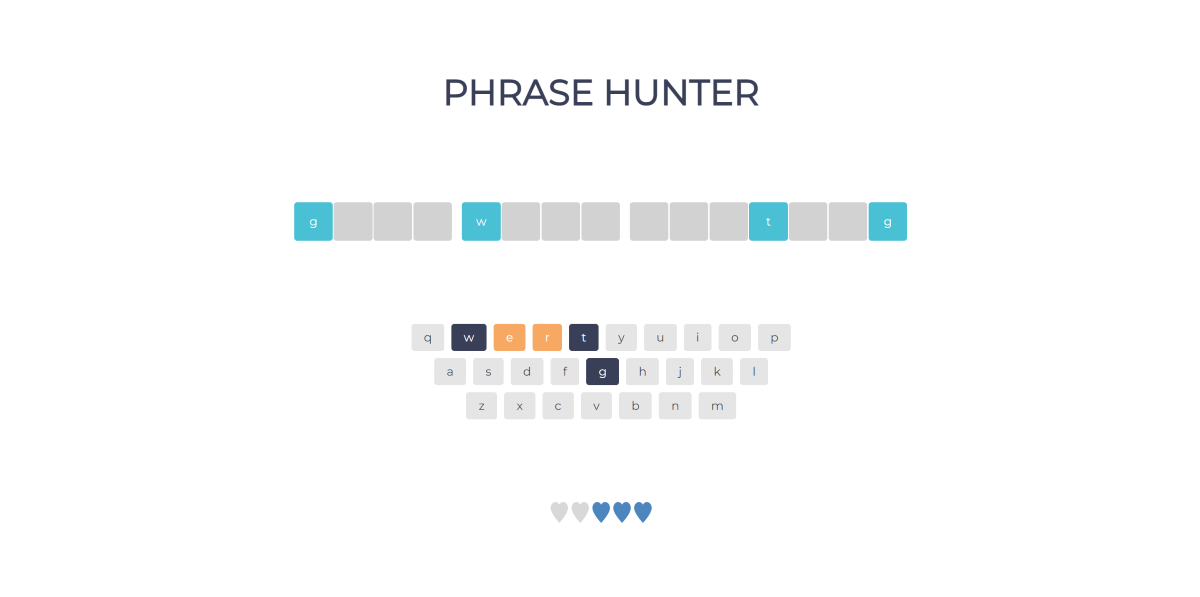 PHRASE HUNTER
g w t g
q w e r t y u i o p
a s d f g h j k l
z x c v b n m